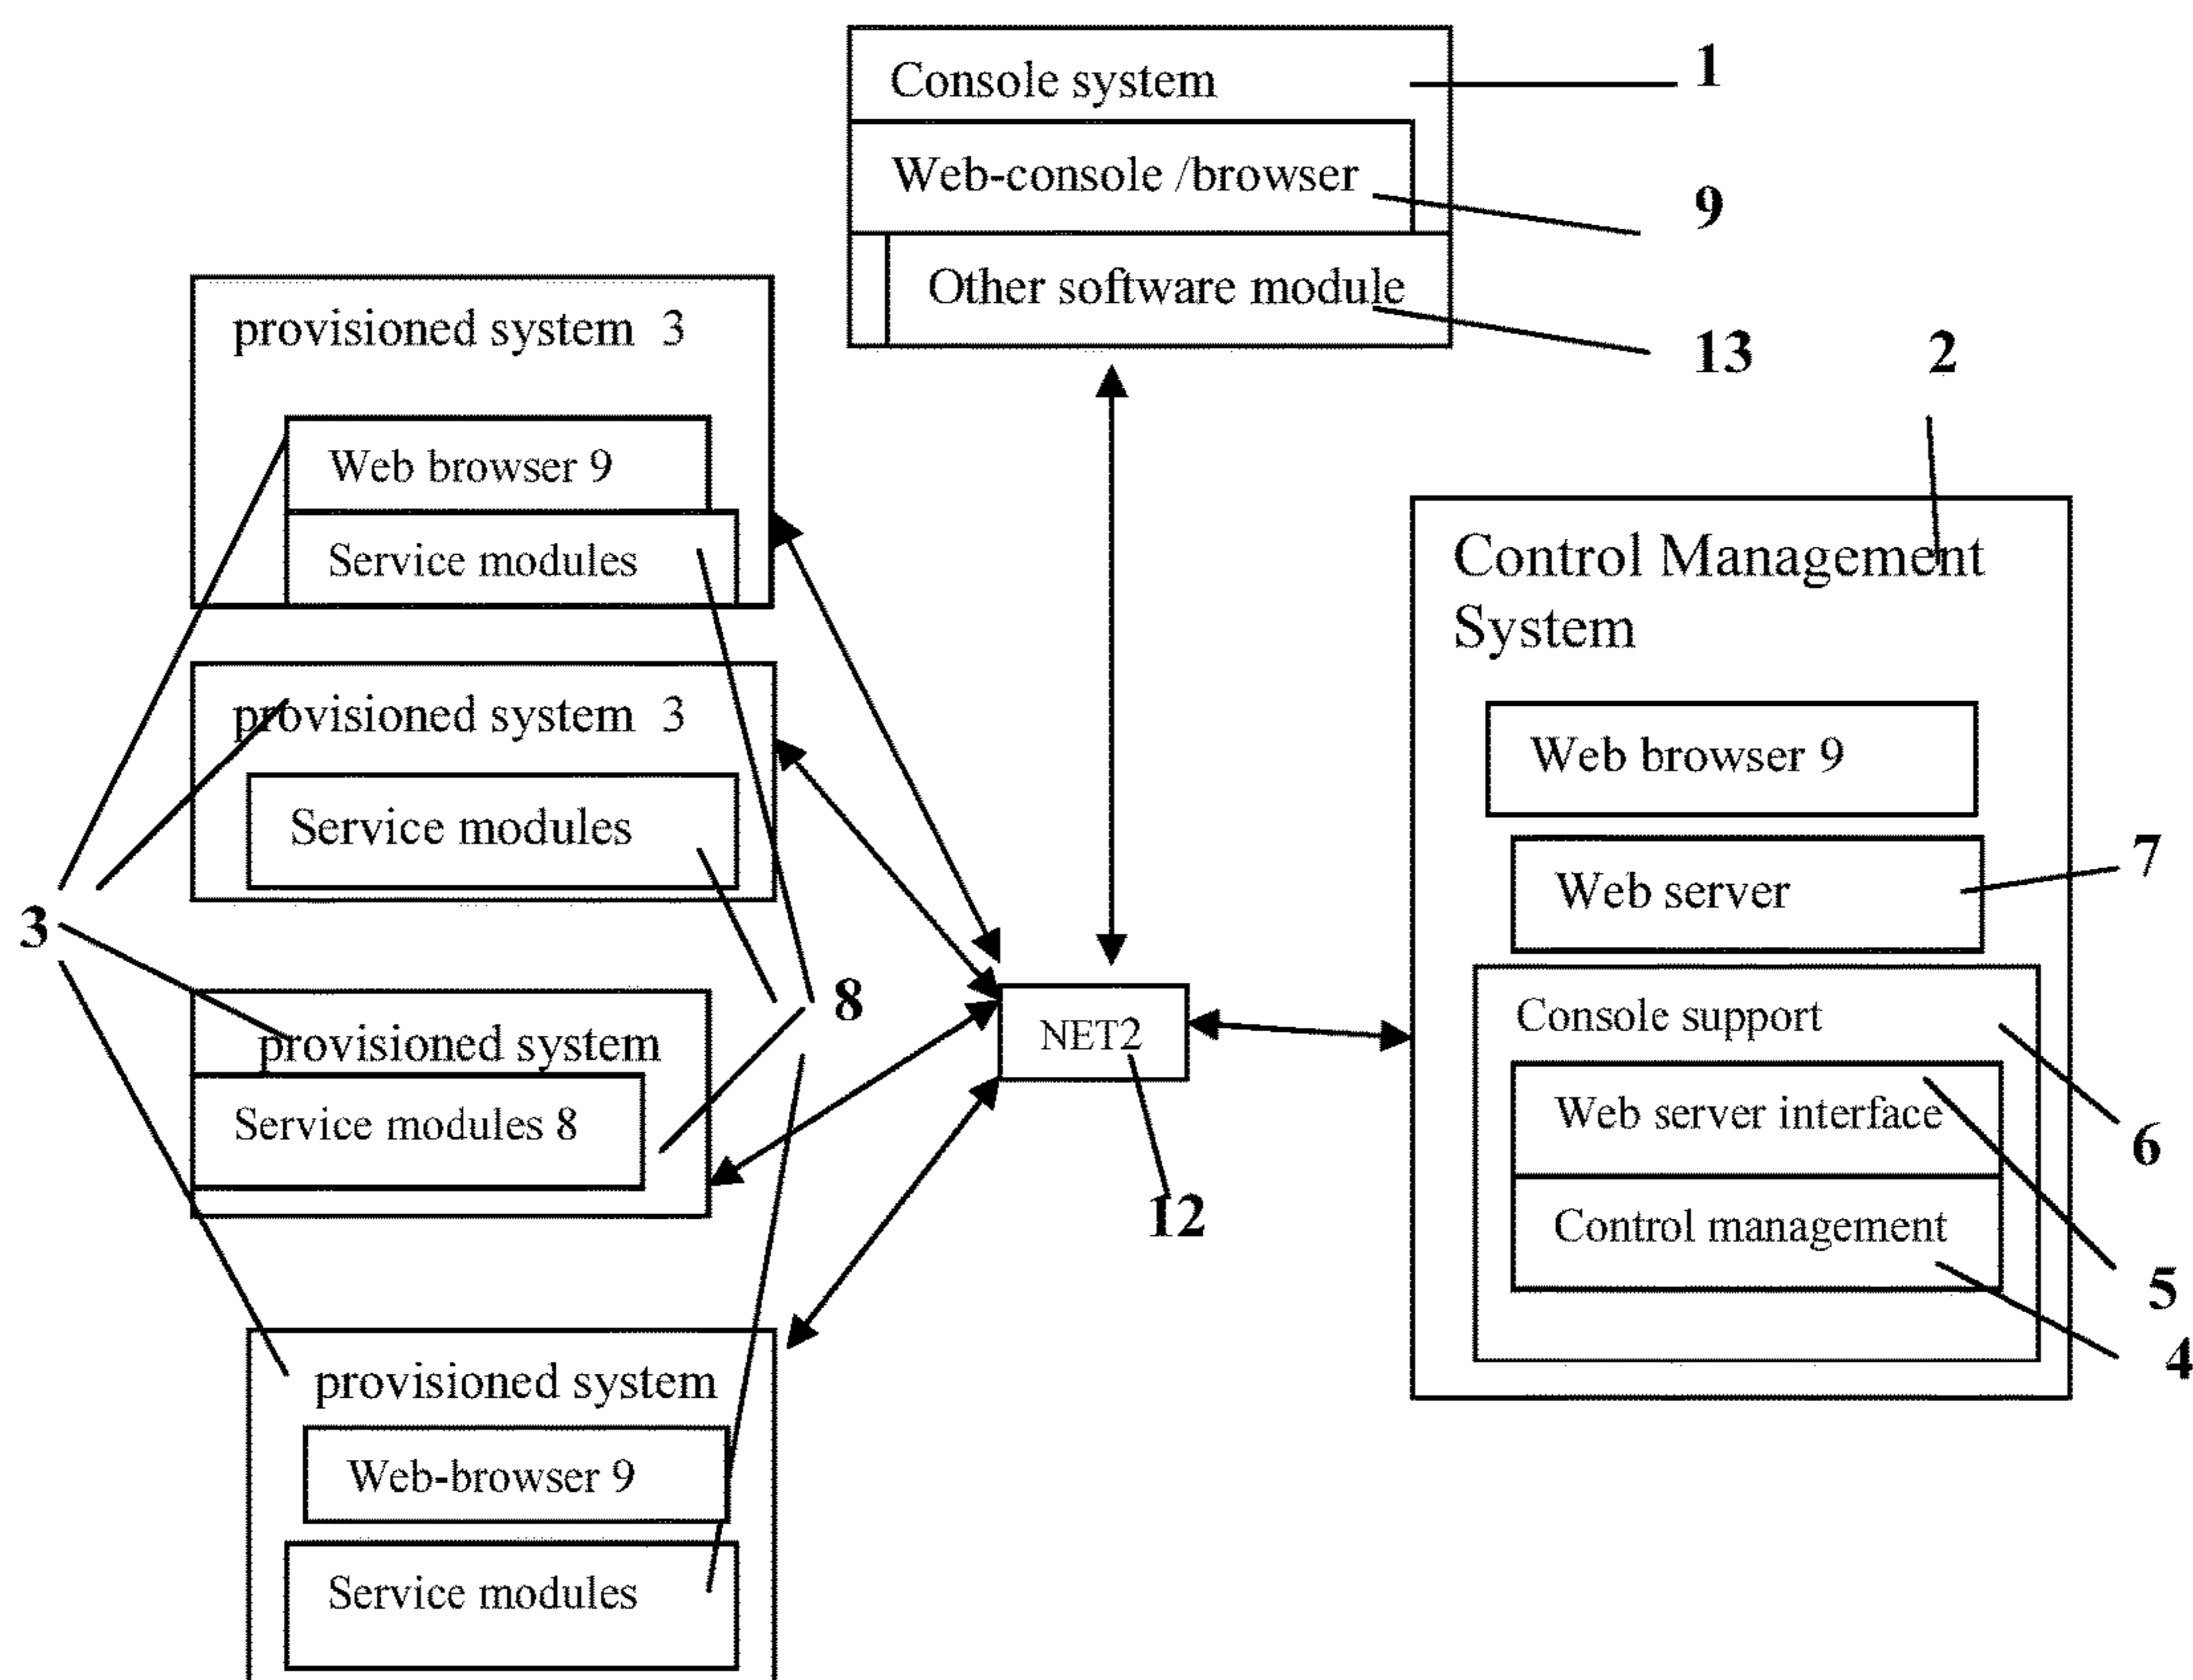 Console system
1
Web-console /browser
9
Other software module
13
2
provisioned system 3
Web browser 9
Service modules
provisioned system 3
Service modules
3
8
provisioned system
Service modules 8
provisioned system
Web-browser 9
Service modules
NET2
12
Control Management
System
Web browser 9
Web server
7
Console support
6
Web server interface
5
Control management
4